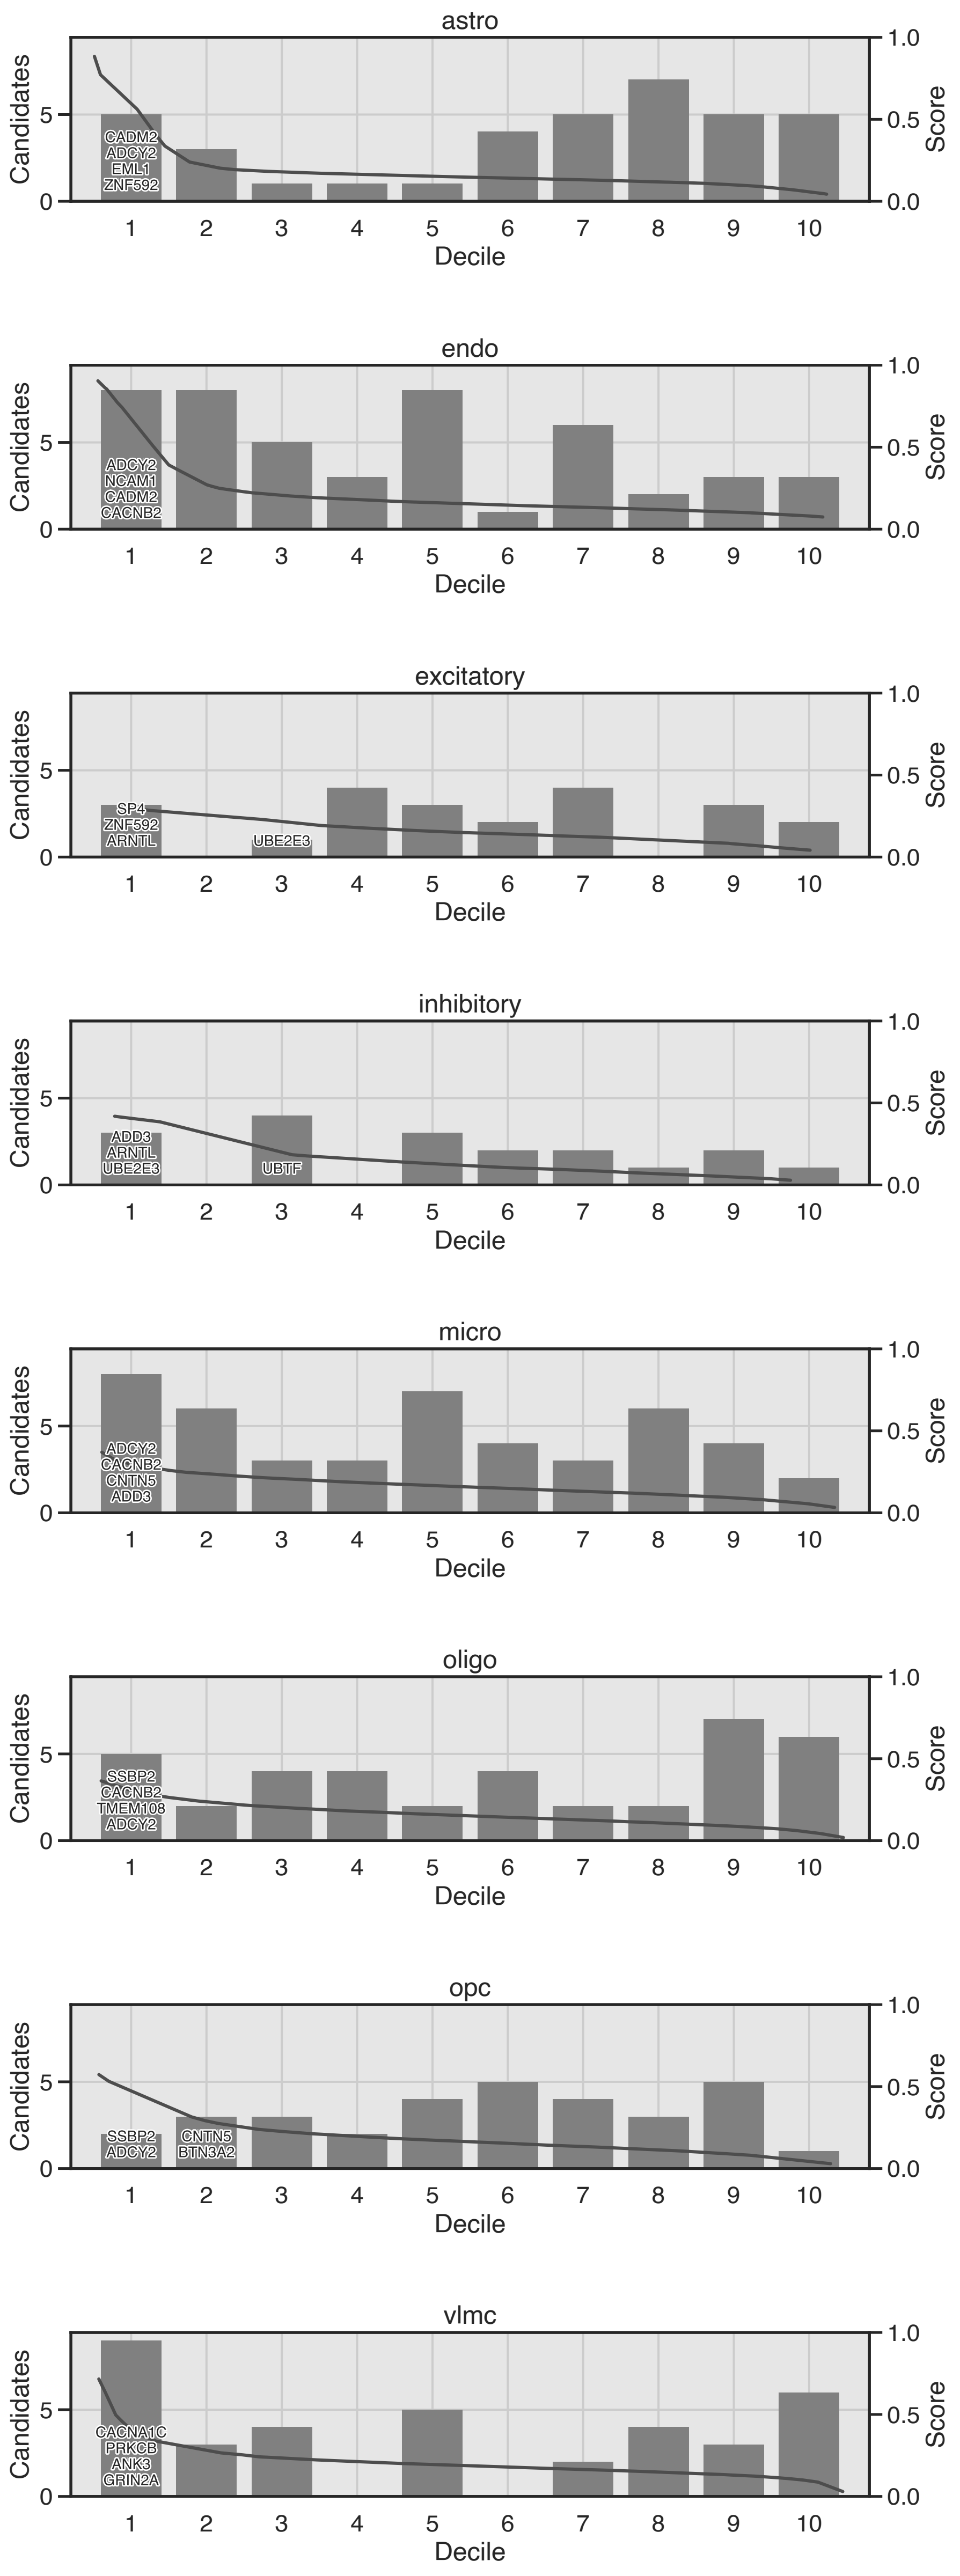 astro
Candidates
5
0
1.0
0.5
0.0
Score
CADM2
ADCY2
EML1
ZNF592
1 2 3 4 5 6 7 8 9 10
Decile
endo
Candidates
5
0
1.0
0.5
0.0
Score
ADCY2
NCAM1
CADM2
CACNB2
1 2 3 4 5 6 7 8 9 10
Decile
excitatory
Candidates
5
0
1.0
0.5
0.0
Score
SP4
ZNF592
ARNTL
UBE2E3
1 2 3 4 5 6 7 8 9 10
Decile
inhibitory
Candidates
5
0
1.0
0.5
0.0
Score
ADD3
ARNTL
UBE2E3
UBTF
1 2 3 4 5 6 7 8 9 10
Decile
micro
Candidates
5
0
1.0
0.5
0.0
Score
ADCY2
CACNB2
CNTN5
ADD3
1 2 3 4 5 6 7 8 9 10
Decile
oligo
Candidates
5
0
1.0
0.5
0.0
Score
SSBP2
CACNB2
TMEM108
ADCY2
1 2 3 4 5 6 7 8 9 10
Decile
opc
Candidates
5
0
1.0
0.5
0.0
Score
SSBP2
ADCY2
CNTN5
BTN3A2
1 2 3 4 5 6 7 8 9 10
Decile
vlmc
Candidates
5
0
1.0
0.5
0.0
Score
CACNA1C
PRKCB
ANK3
GRIN2A
1 2 3 4 5 6 7 8 9 10
Decile